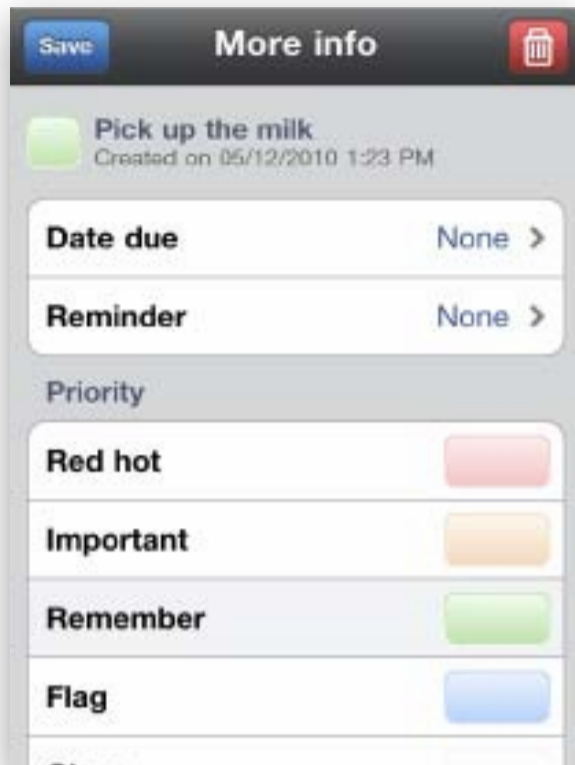 Save More info
Pick up the milk
Created on 05/12/2010 1:23 PM
Date due None >
Reminder None >
Priority
Red hot
Important
Remember
Flag